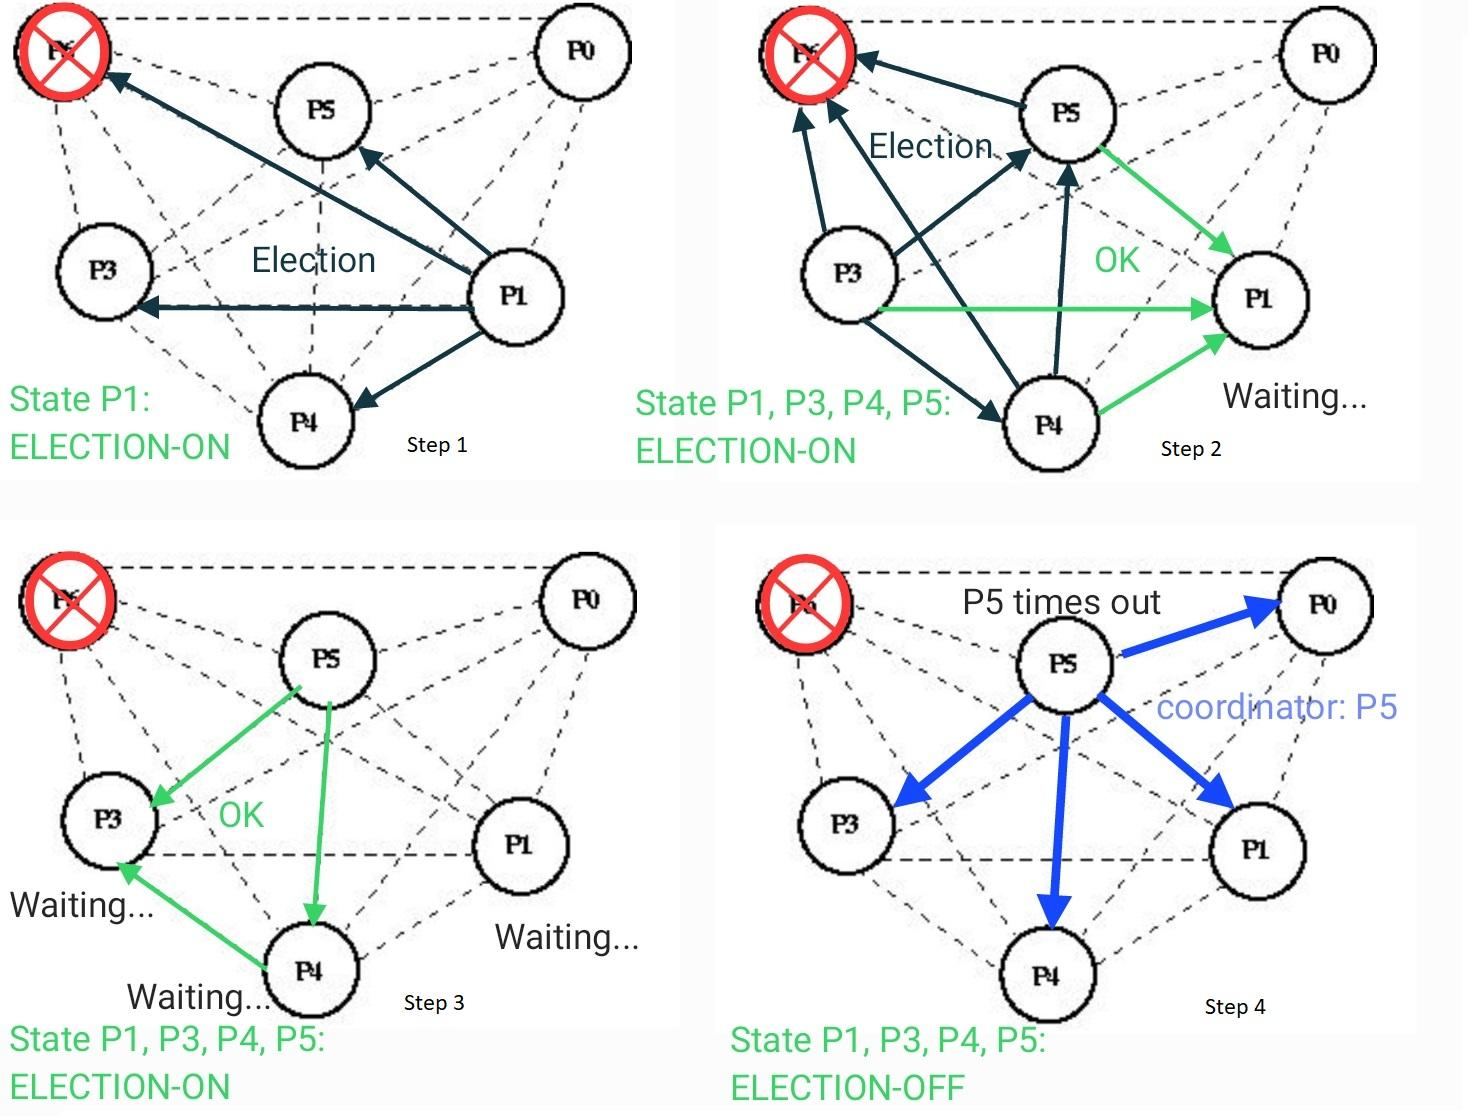 P0
P5
P3
Election
P1
State P1:
ELECTION-ON
P4
Step 1
P0
P5
Election
P3
OK
P1
Waiting...
State P1, P3, P4, P5:
ELECTION-ON
P4
Step 2
P0
P5
P3
OK
P1
Waiting...
Waiting...
P4
Waiting...
Step 3
State P1, P3, P4, P5:
ELECTION-ON
P5 times out
P0
P6
P5
coordinator: P5
P3
P1
P4
Step 4
State P1, P3, P4, P5:
ELECTION-OFF